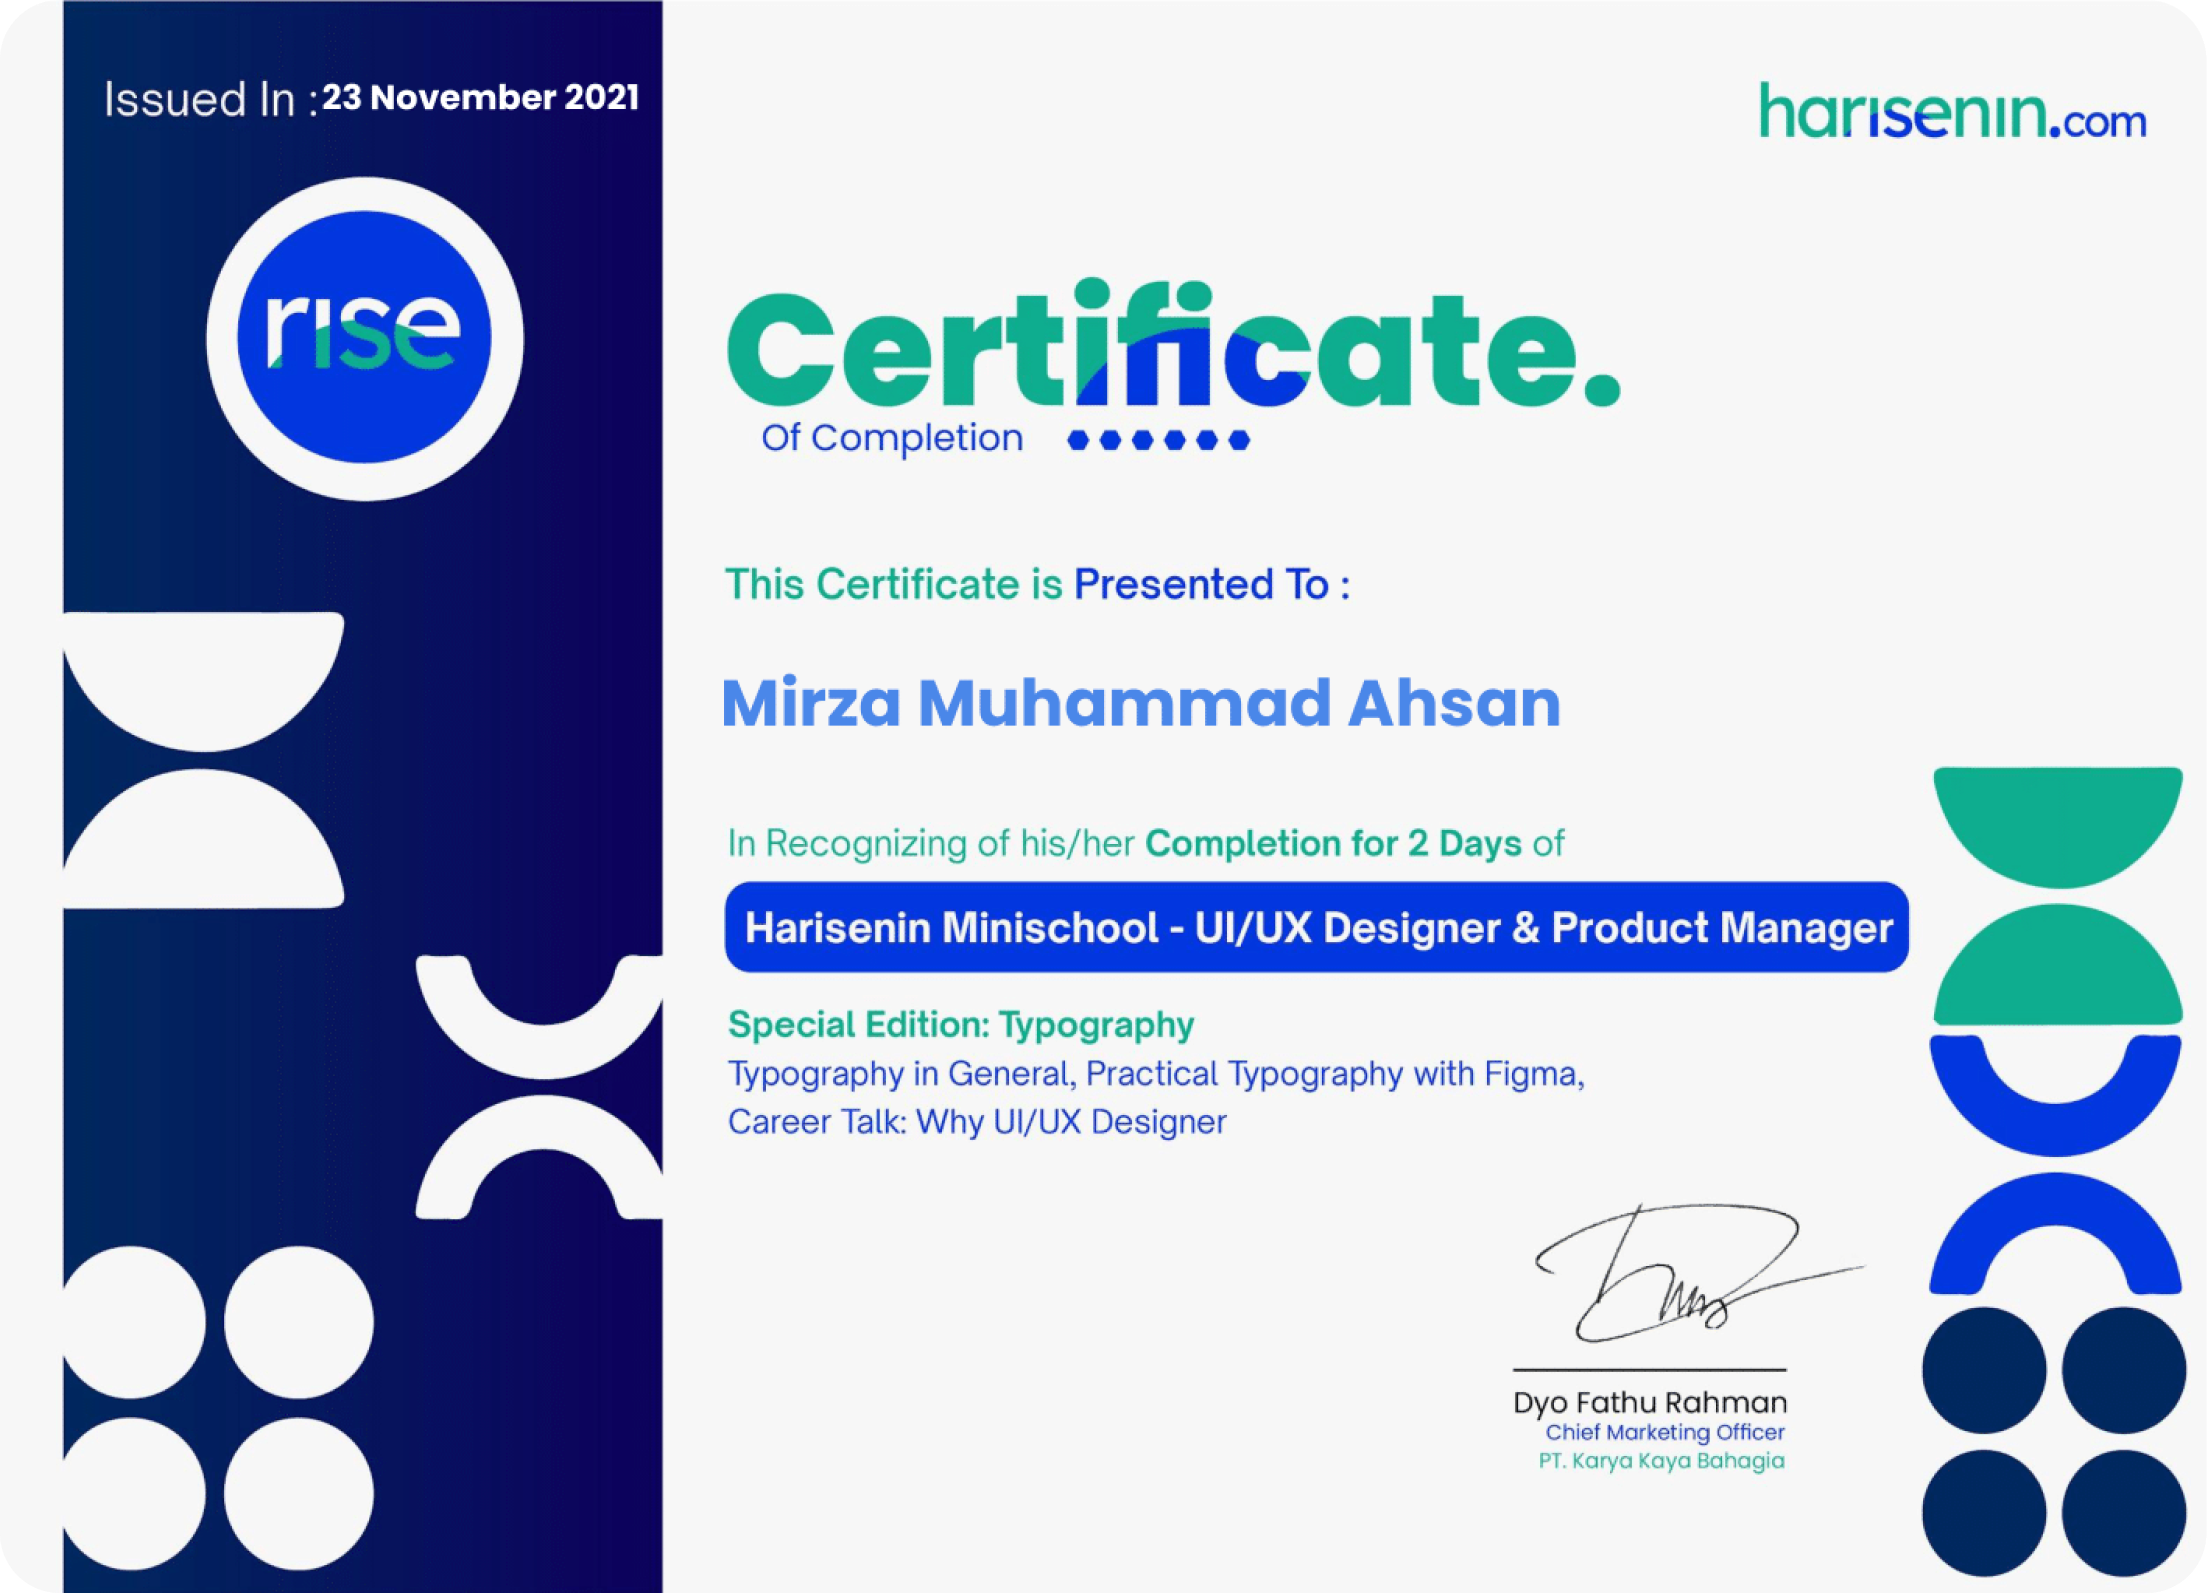 Issued In : 23 November 2021
harisenin.com
rise
Certificate.
Of Completion
This Certificate is Presented To :
Mirza Muhammad Ahsan
In Recognizing of his/her Completion for 2 Days of
Harisenin Minischool - UI/UX Designer & Product Manager
Special Edition: Typography
Typography in General, Practical Typography with Figma,
Career Talk: Why UI/UX Designer
Dyo Fathu Rahman
Chief Marketing Officer
PT. Karya Kaya Bahagia